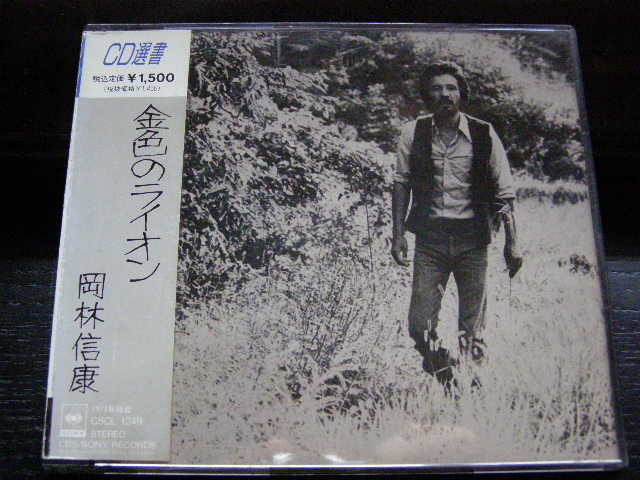 CD選書
税込定価 ¥1,500
金色のライオン
岡林信康
CSCL 1249
STEREO
CBS/SONY RECORDS